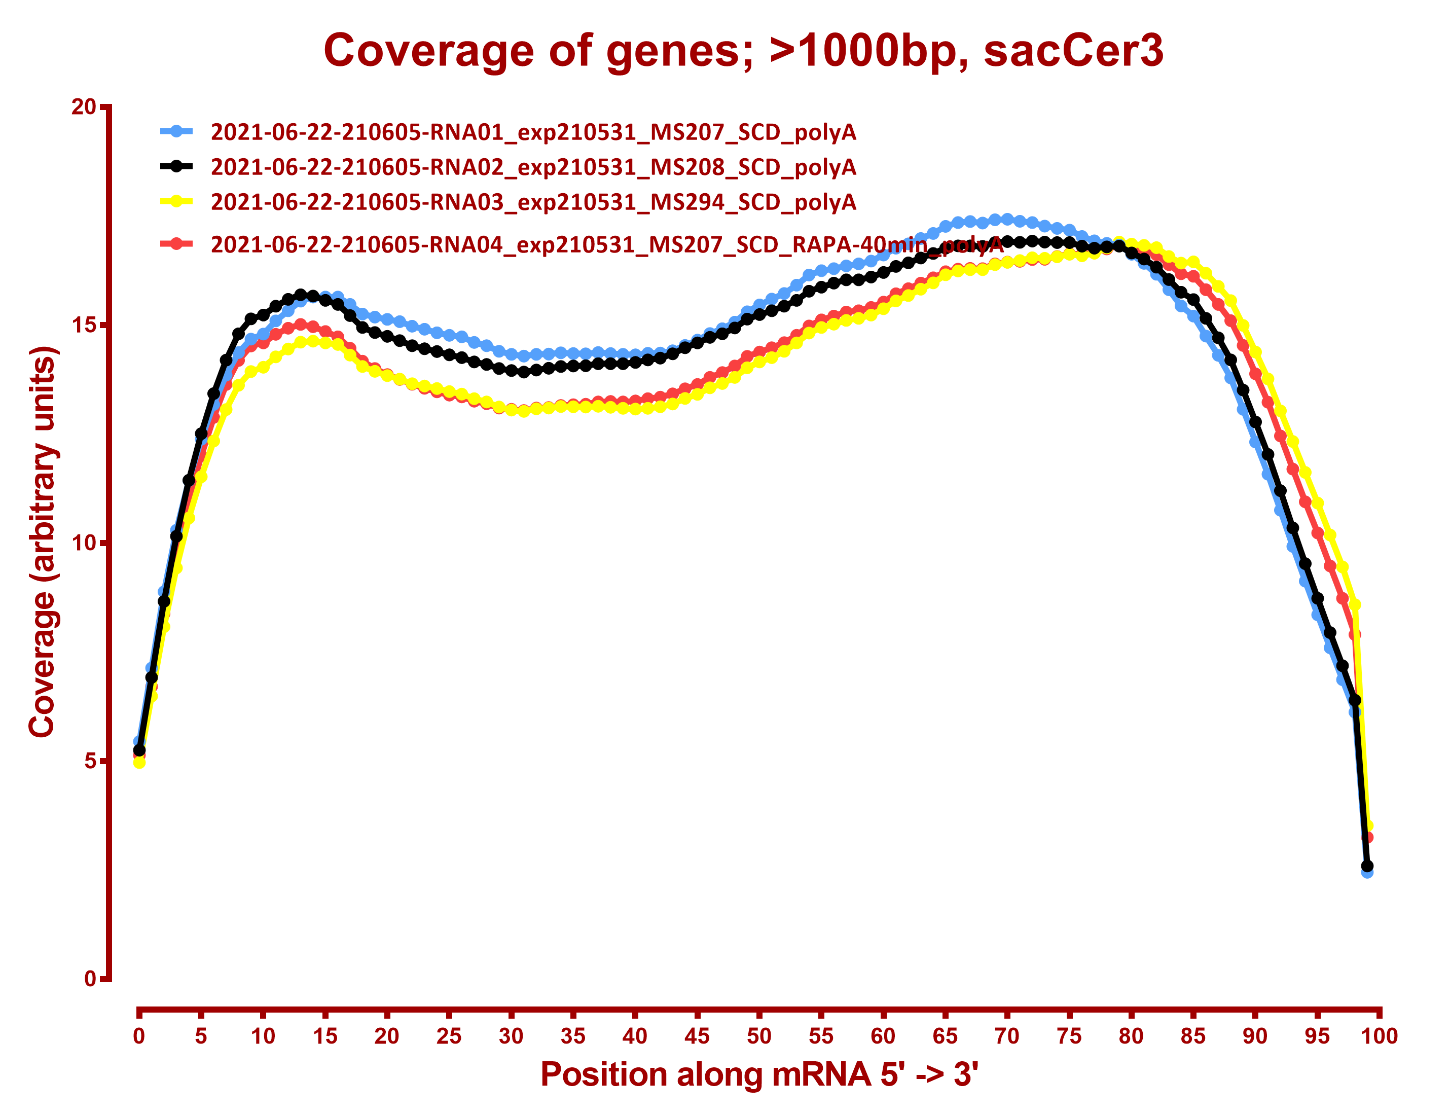 Coverage of genes; >1000bp, sacCer3
20
2021-06-22-210605-RNA01_exp210531_MS207_SCD_polyA
2021-06-22-210605-RNA02_exp210531_MS208_SCD_polyA
2021-06-22-210605-RNA03_exp210531_MS294_SCD_polyA
2021-06-22-210605-RNA04_exp210531_MS207_SCD_RAPA-40min_polyA
15
10
5
0
Coverage (arbitrary units)
0 5 10 15 20 25 30 35 40 45 50 55 60 65 70 75 80 85 90 95 100
Position along mRNA 5' -> 3'